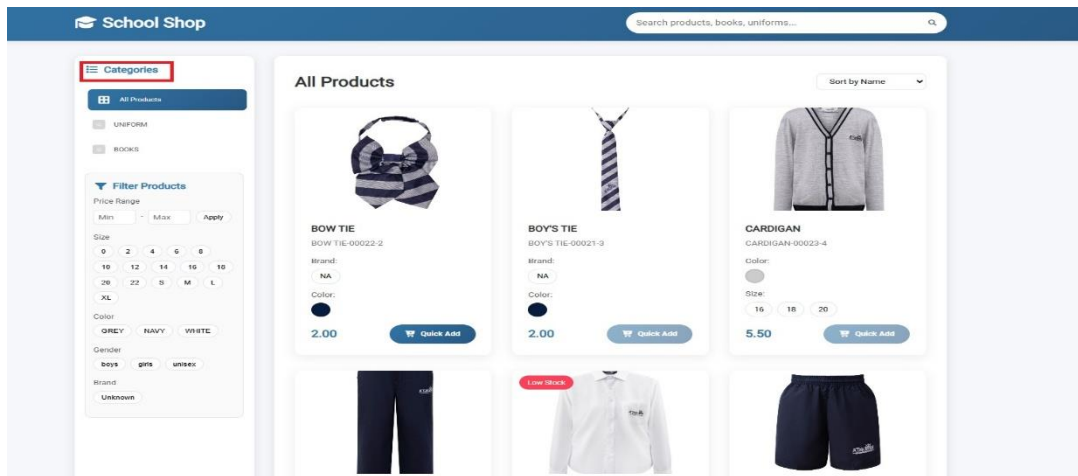 School Shop
Search products, books, uniforms...
Categories
All Products
UNIFORM
BOOKS
Filter Products
Price Range
Min - Max Apply
Size
0 2 4 6 8
10 12 14 16 18
20 22 S M L
XL
Color
GREY NAVY WHITE
Gender
boys girls unisex
Brand
Unknown
All Products
Sort by Name
BOW TIE
BOW TIE-00022-2
Brand:
NA
Color:
2.00 Quick Add
BOY'S TIE
BOY'S TIE-00021-3
Brand:
NA
Color:
2.00 Quick Add
CARDIGAN
CARDIGAN-00023-4
Color:
Size:
16 18 20
5.50 Quick Add
Low Stock